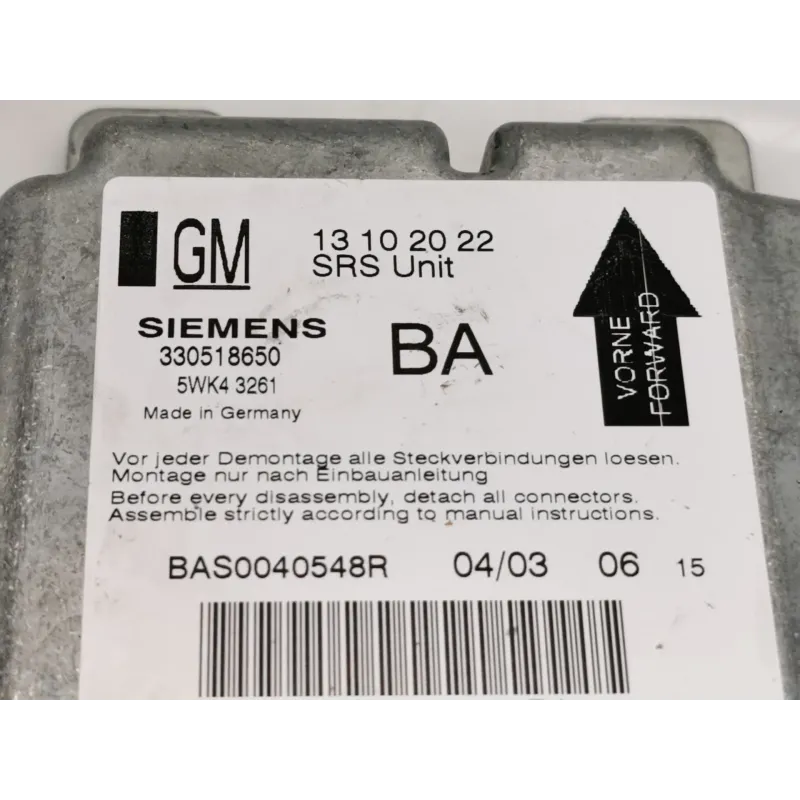 GM 13 102 20 22
SRS Unit
SIEMENS
330518650
5WK4 3261
Made in Germany
BA
VORNE
FORWARD
Vor jeder Demontage alle Steckverbindungen loesen.
Montage nur nach Einbauanleitung
Before every disassembly, detach all connectors.
Assemble strictly according to manual instructions.
BAS0040548R 04/03 06 15